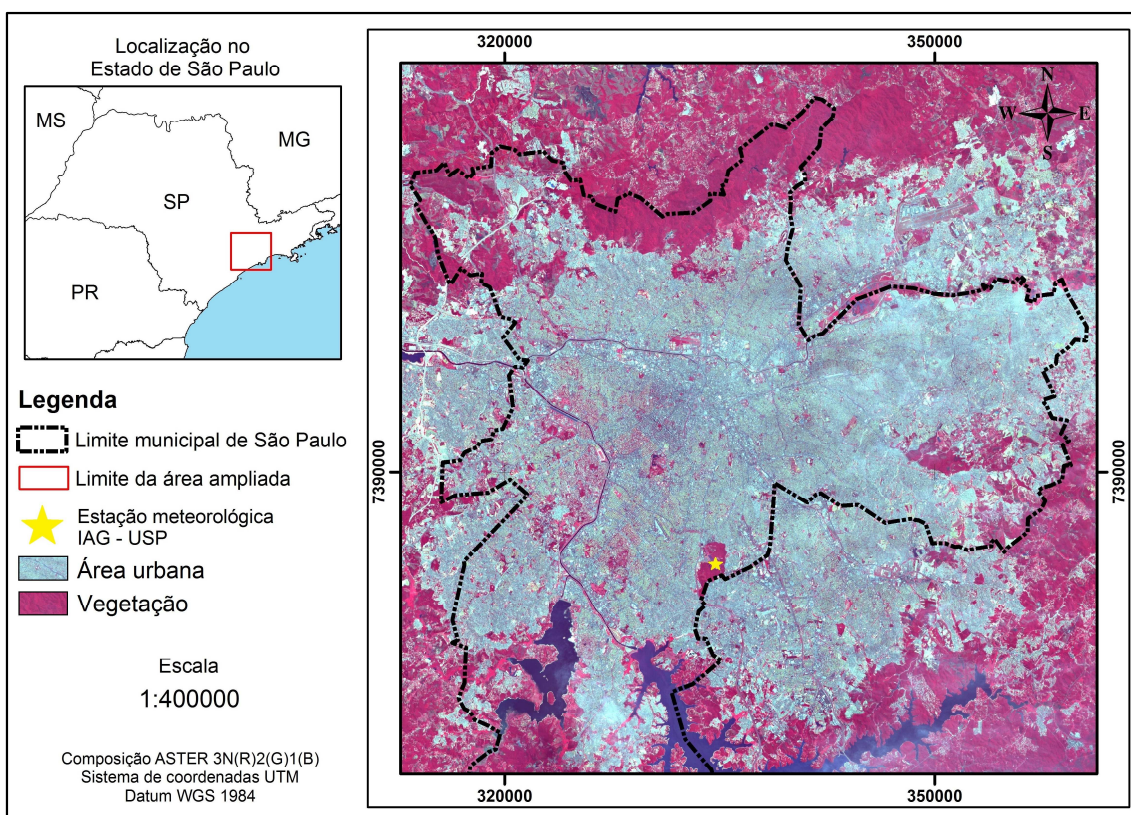 Localização no
Estado de São Paulo
MS
MG
SP
PR
Legenda
Limite municipal de São Paulo
Limite da área ampliada
Estação meteorológica
IAG - USP
Área urbana
Vegetação
Escala
1:400000
Composição ASTER 3N(R)2(G)1(B)
Sistema de coordenadas UTM
Datum WGS 1984
320000
350000
N
W
E
S
7390000
7390000
320000
350000